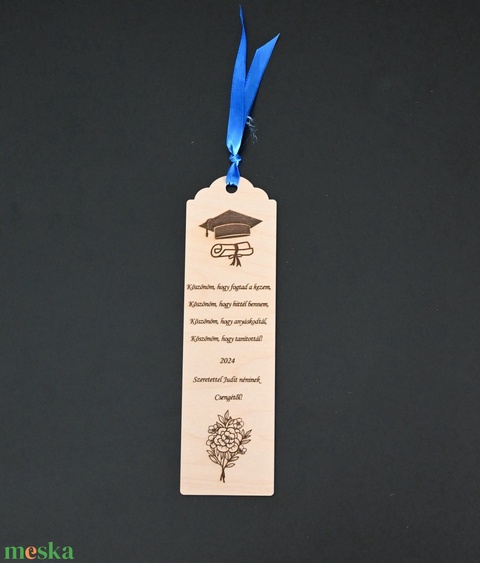 Köszönöm, hogy fogtad a kezem,
Köszönöm, hogy hittél bennem,
Köszönöm, hogy anyáskodtál,
Köszönöm, hogy tanítottál!
2024
Szeretettel Judit néninek
Csengétől!
meska